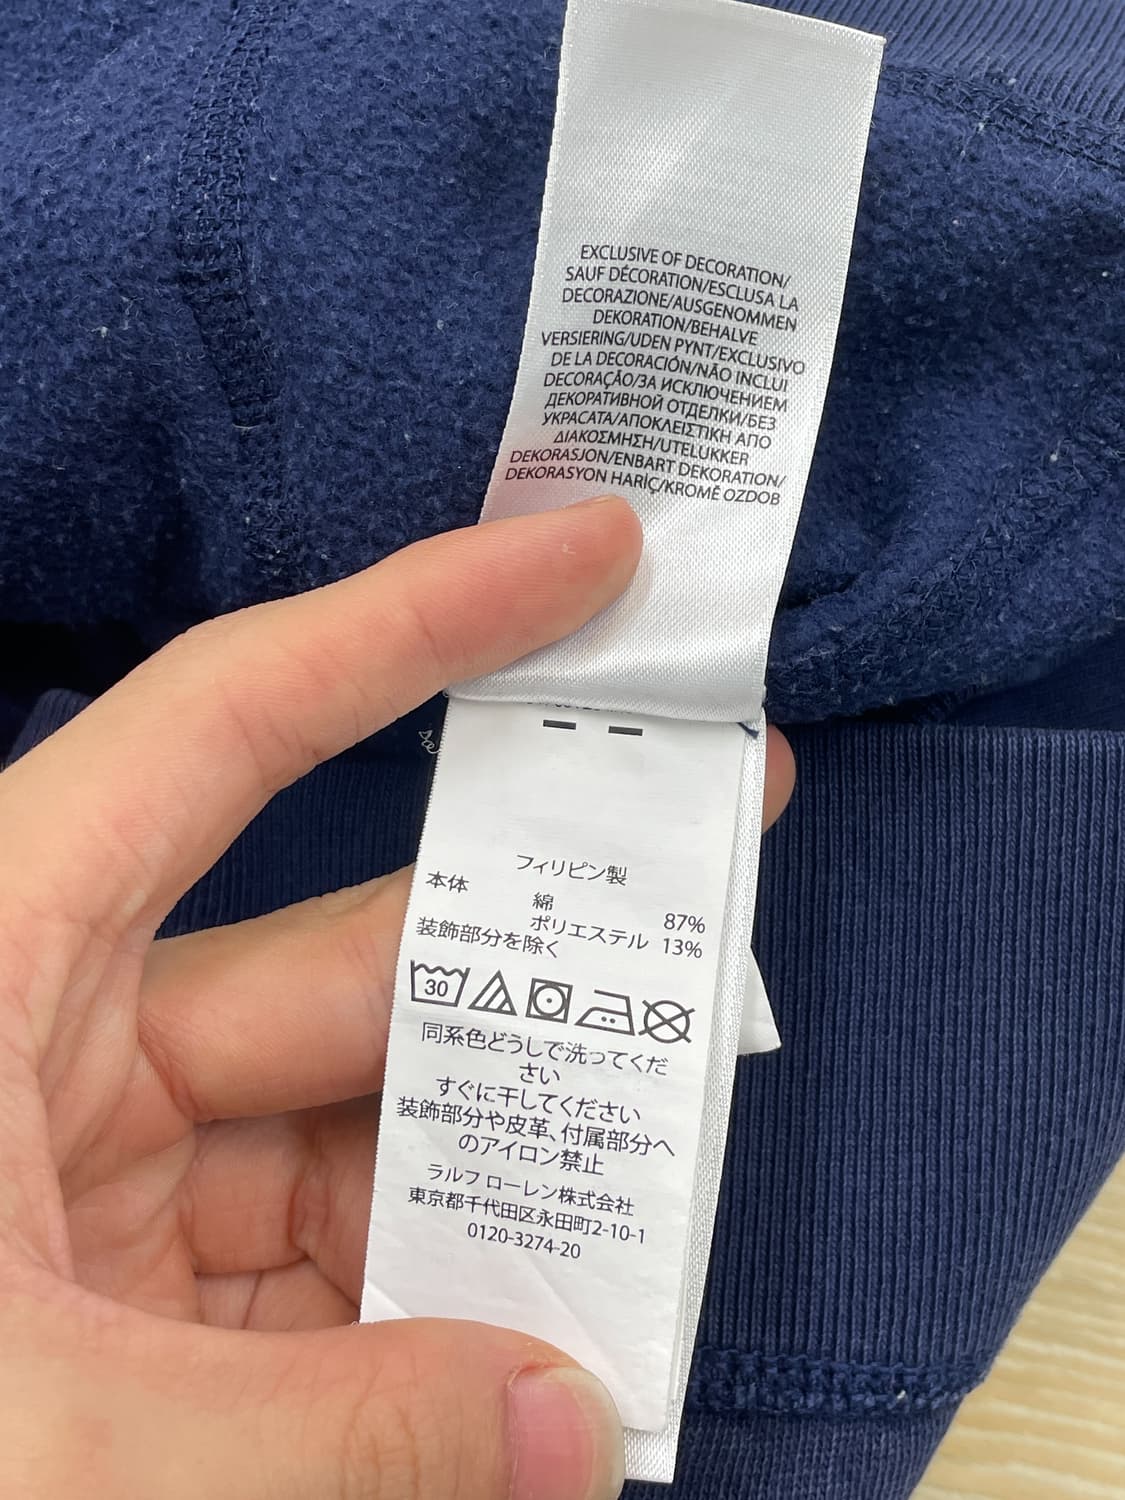 EXCLUSIVE OF DECORATION/
SAUF DÉCORATION/ESCLUSA LA
DECORAZIONE/AUSGENOMMEN
DEKORATION/BEHALVE
VERSIERING/UDEN PYNT/EXCLUSIVO
DE LA DECORACIÓN/NÃO INCLUI
DECORAÇÃO/ЗА ИСКЛЮЧЕНИЕМ
ДЕКОРАТИВНОЙ ОТДЕЛКИ/БЕЗ
УКРАСАТА/ΑΠΟΚΛΕΙΣΤΙΚΗ ΑΠΟ
ΔΙΑΚΟΣΜΗΣΗ/UTELUKKER
DEKORASJON/ENBART DEKORATION/
DEKORASYON HARİÇ/KROMĚ OZDOB
フィリピン製
本体
綿 87%
ポリエステル 13%
装飾部分を除く
30
同系色どうしで洗ってくだ
さい
すぐに干してください
装飾部分や皮革、付属部分へ
のアイロン禁止
ラルフ ローレン株式会社
東京都千代田区永田町2-10-1
0120-3274-20